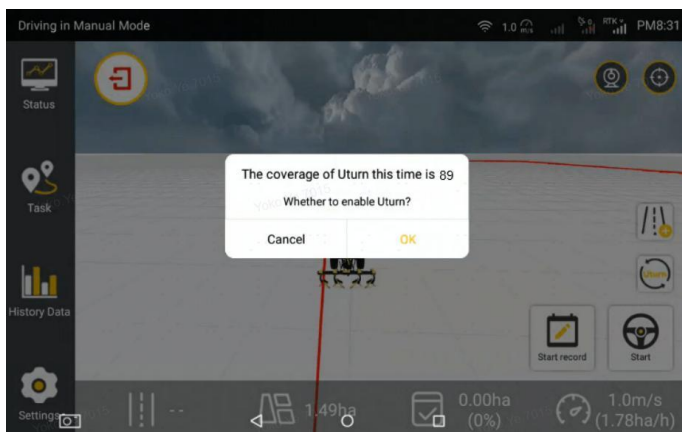 Driving in Manual Mode
1.0 m/s
RTK
PM8:31
Status
Task
History Data
Settings
The coverage of Uturn this time is 89
Whether to enable Uturn?
Cancel
OK
Uturn
Start record
Start
--
1.49ha
0.00ha
(0%)
1.0m/s
(1.78ha/h)